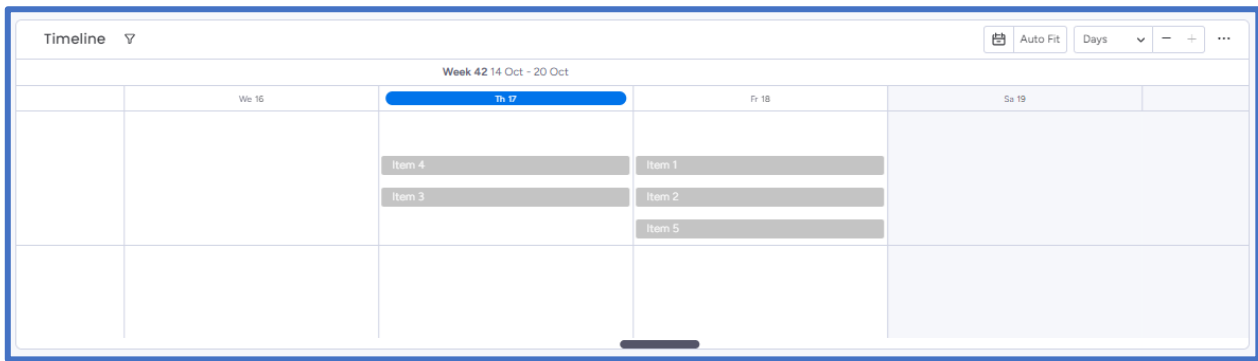 Timeline Auto Fit Days
Week 42 14 Oct - 20 Oct
We 16 Th 17 Fr 18 Sa 19
Item 4 Item 1
Item 3 Item 2
Item 5